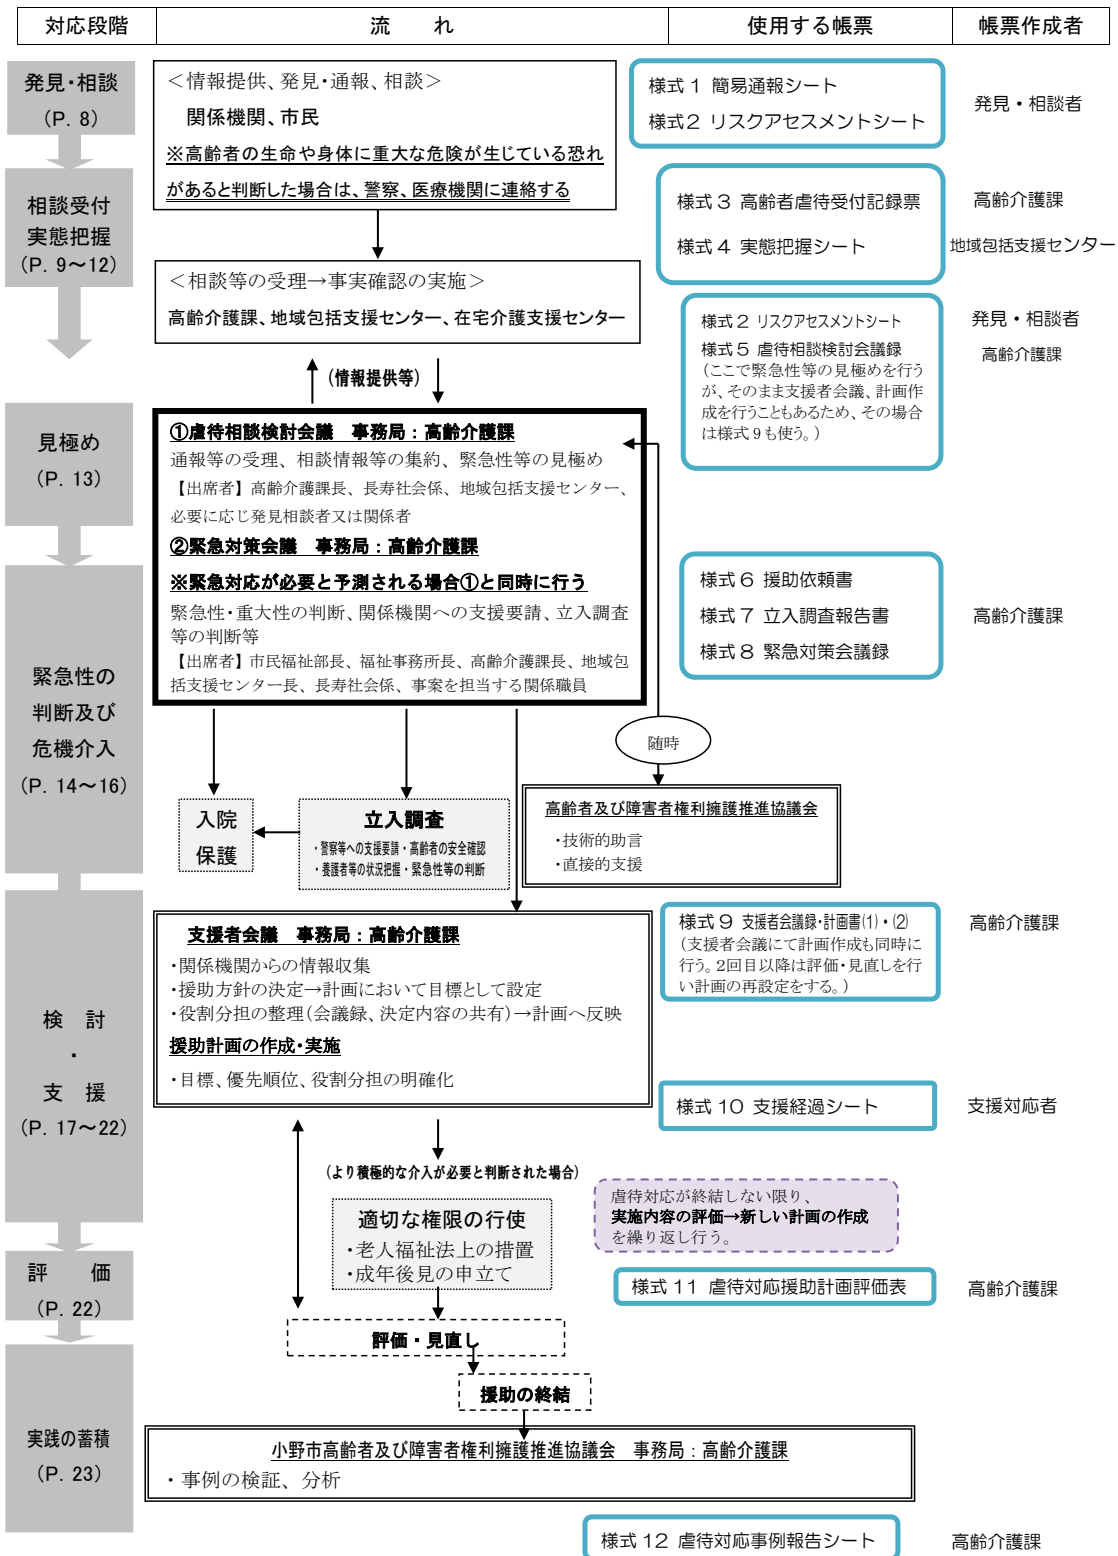 対応段階
流　れ
使用する帳票
帳票作成者
発見・相談
（P. 8）
＜情報提供、発見・通報、相談＞
関係機関、市民
※高齢者の生命や身体に重大な危険が生じている恐れ
があると判断した場合は、警察、医療機関に連絡する
様式１ 簡易通報シート
様式２ リスクアセスメントシート
発見・相談者
相談受付
実態把握
（P. 9～12）
様式３ 高齢者虐待受付記録票
様式４ 実態把握シート
高齢介護課
地域包括支援センター
＜相談等の受理→事実確認の実施＞
高齢介護課、地域包括支援センター、在宅介護支援センター
様式２ リスクアセスメントシート
様式５ 虐待相談検討会議録
（ここで緊急性等の見極めを行う
が、そのまま支援者会議、計画作
成を行うこともあるため、その場合
は様式９も使う。）
発見・相談者
高齢介護課
（情報提供等）
見極め
（P. 13）
①虐待相談検討会議　事務局：高齢介護課
通報等の受理、相談情報等の集約、緊急性等の見極め
【出席者】高齢介護課長、長寿社会係、地域包括支援センター、
必要に応じ発見相談者又は関係者
②緊急対策会議　事務局：高齢介護課
※緊急対応が必要と予測される場合①と同時に行う
緊急性・重大性の判断、関係機関への支援要請、立入調査
等の判断等
【出席者】市民福祉部長、福祉事務所長、高齢介護課長、地域包
括支援センター長、長寿社会係、事案を担当する関係職員
緊急性の
判断及び
危機介入
（P. 14～16）
様式６ 援助依頼書
様式７ 立入調査報告書
様式８ 緊急対策会議録
高齢介護課
随時
入院
保護
立入調査
・警察等への支援要請・高齢者の安全確認
・養護者等の状況把握・緊急性等の判断
高齢者及び障害者権利擁護推進協議会
・技術的助言
・直接的支援
検　討
・
支　援
（P. 17～22）
支援者会議　事務局：高齢介護課
・関係機関からの情報収集
・援助方針の決定→計画において目標として設定
・役割分担の整理（会議録、決定内容の共有）→計画へ反映
援助計画の作成・実施
・目標、優先順位、役割分担の明確化
様式９ 支援者会議録・計画書(1)・(2)
（支援者会議にて計画作成も同時に
行う。2回目以降は評価・見直しを行
い計画の再設定をする。）
高齢介護課
様式 10 支援経過シート
支援対応者
（より積極的な介入が必要と判断された場合）
適切な権限の行使
・老人福祉法上の措置
・成年後見の申立て
虐待対応が終結しない限り、
実施内容の評価→新しい計画の作成
を繰り返し行う。
評　価
（P. 22）
様式 11 虐待対応援助計画評価表
高齢介護課
評価・見直し
援助の終結
実践の蓄積
（P. 23）
小野市高齢者及び障害者権利擁護推進協議会　事務局：高齢介護課
・事例の検証、分析
様式 12 虐待対応事例報告シート
高齢介護課